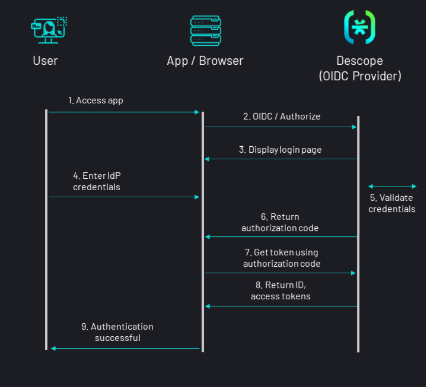 User
App / Browser
Descope
(OIDC Provider)
1. Access app
2. OIDC / Authorize
3. Display login page
4. Enter IdP
credentials
5. Validate
credentials
6. Return
authorization code
7. Get token using
authorization code
8. Return ID,
access tokens
9. Authentication
successful